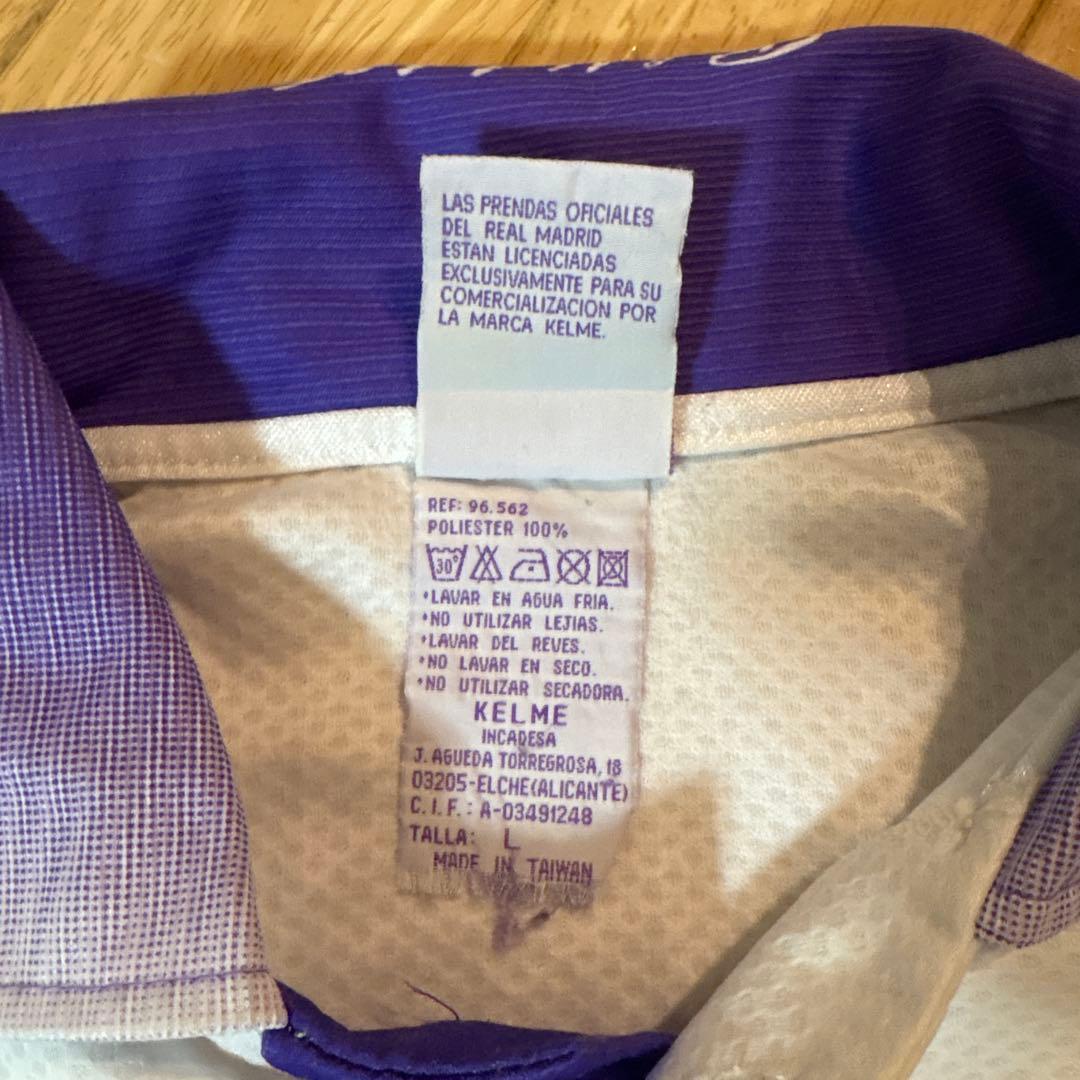 LAS PRENDAS OFICIALES
DEL REAL MADRID
ESTAN LICENCIADAS
EXCLUSIVAMENTE PARA SU
COMERCIALIZACION POR
LA MARCA KELME.
REF: 96.562
POLIESTER 100%
30°
•LAVAR EN AGUA FRIA.
•NO UTILIZAR LEJIAS.
•LAVAR DEL REVES.
•NO LAVAR EN SECO.
•NO UTILIZAR SECADORA.
KELME
INCADESA
J. AGUEDA TORREGROSA, 18
03205-ELCHE(ALICANTE)
C.I.F.: A-03491248
TALLA: L
MADE IN TAIWAN